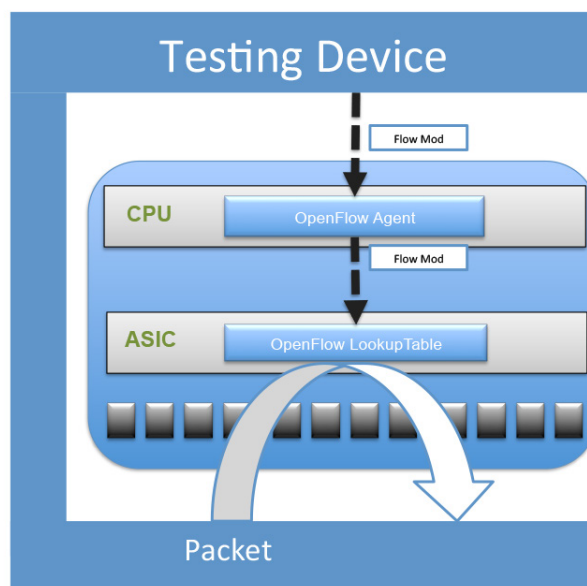 Testing Device
Flow Mod
CPU
OpenFlow Agent
Flow Mod
ASIC
OpenFlow LookupTable
Packet